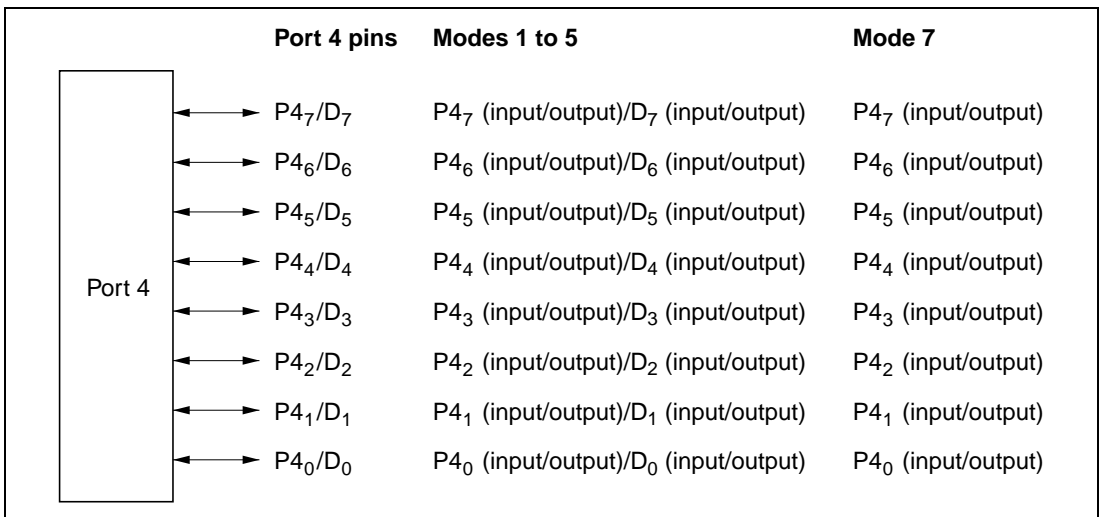 Port 4 pins Modes 1 to 5 Mode 7
P4₇/D₇ P4₇ (input/output)/D₇ (input/output) P4₇ (input/output)
P4₆/D₆ P4₆ (input/output)/D₆ (input/output) P4₆ (input/output)
P4₅/D₅ P4₅ (input/output)/D₅ (input/output) P4₅ (input/output)
P4₄/D₄ P4₄ (input/output)/D₄ (input/output) P4₄ (input/output)
Port 4
P4₃/D₃ P4₃ (input/output)/D₃ (input/output) P4₃ (input/output)
P4₂/D₂ P4₂ (input/output)/D₂ (input/output) P4₂ (input/output)
P4₁/D₁ P4₁ (input/output)/D₁ (input/output) P4₁ (input/output)
P4₀/D₀ P4₀ (input/output)/D₀ (input/output) P4₀ (input/output)